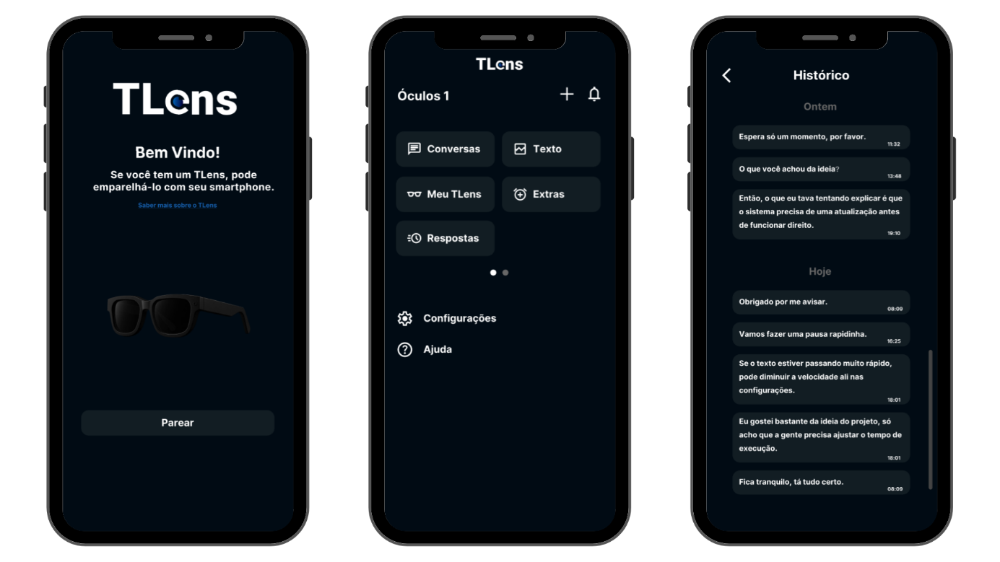 TLens
Bem Vindo!
Se você tem um TLens, pode
emparelhá-lo com seu smartphone.
Saber mais sobre o TLens
Parear
TLens
Óculos 1
Conversas
Texto
Meu TLens
Extras
Respostas
Configurações
Ajuda
Histórico
Ontem
Espera só um momento, por favor.
11:32
O que você achou da ideia?
13:48
Então, o que eu tava tentando explicar é que
o sistema precisa de uma atualização antes
de funcionar direito.
19:10
Hoje
Obrigado por me avisar.
08:09
Vamos fazer uma pausa rapidinha.
16:25
Se o texto estiver passando muito rápido,
pode diminuir a velocidade ali nas
configurações.
18:01
Eu gostei bastante da ideia do projeto, só
acho que a gente precisa ajustar o tempo de
execução.
18:01
Fica tranquilo, tá tudo certo.
08:09